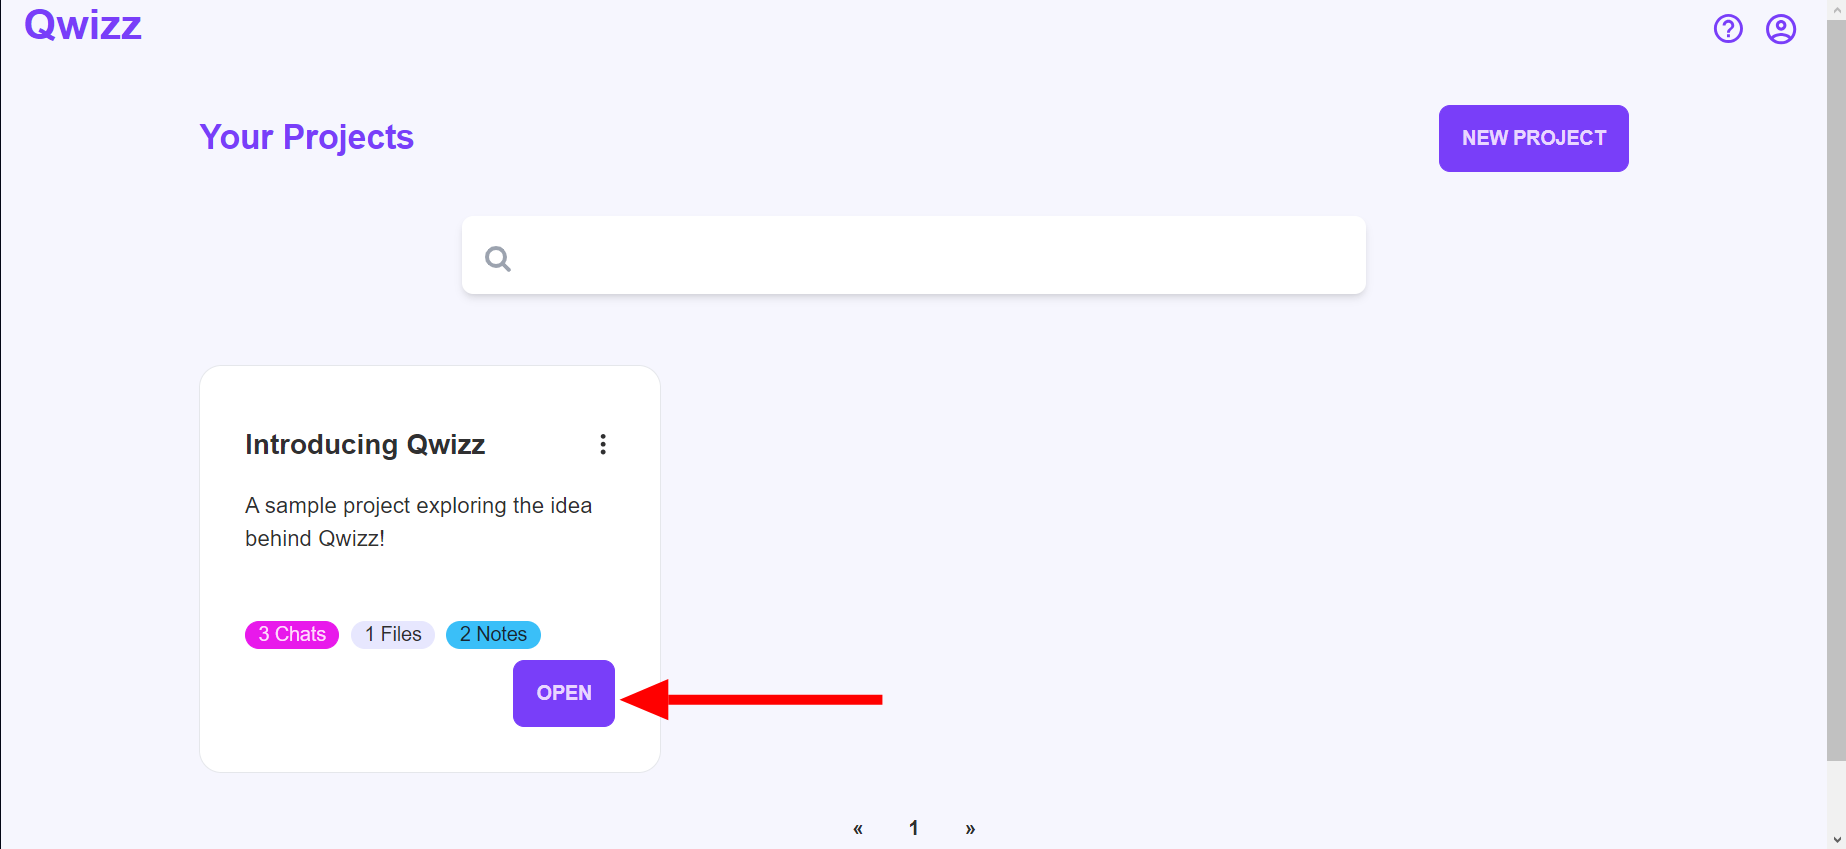 Qwizz
Your Projects
NEW PROJECT
Introducing Qwizz
A sample project exploring the idea
behind Qwizz!
3 Chats 1 Files 2 Notes
OPEN
« 1 »